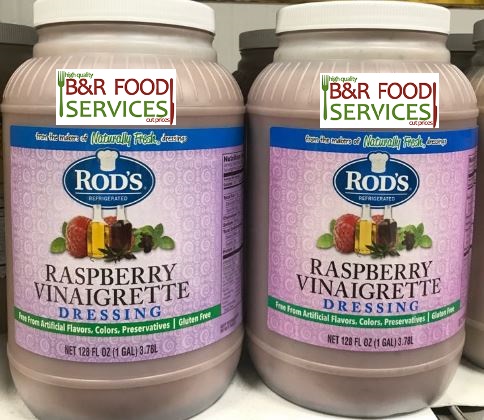 high quality
B&R FOOD
SERVICES
cut prices
from the makers of Naturally Fresh® dressings
ROD'S®
REFRIGERATED
RASPBERRY
VINAIGRETTE
DRESSING
Free From Artificial Flavors, Colors, Preservatives | Gluten Free
NET 128 FL OZ (1 GAL) 3.78L
high quality
B&R FOOD
SERVICES
cut prices
from the makers of Naturally Fresh® dressings
ROD'S®
REFRIGERATED
RASPBERRY
VINAIGRETTE
DRESSING
Free From Artificial Flavors, Colors, Preservatives | Gluten Free
NET 128 FL OZ (1 GAL) 3.78L